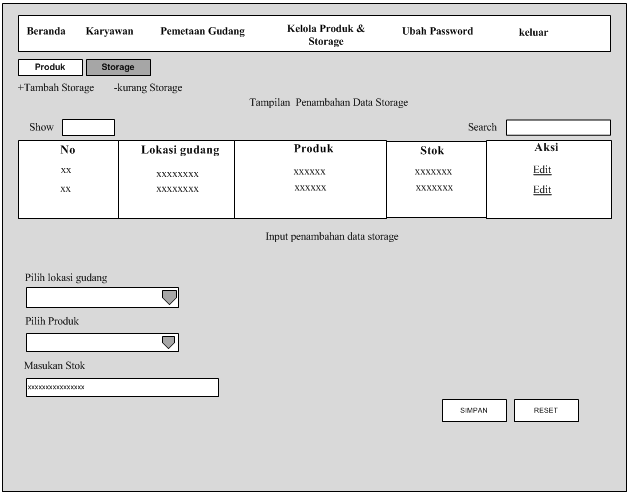 Beranda Karyawan Pemetaan Gudang Kelola Produk & Storage Ubah Password keluar
Produk Storage
+Tambah Storage -kurang Storage
Tampilan Penambahan Data Storage
Show Search
No Lokasi gudang Produk Stok Aksi
xx xxxxxxxx xxxxxx xxxxxxx Edit
xx xxxxxxxx xxxxxx xxxxxxx Edit
Input penambahan data storage
Pilih lokasi gudang
Pilih Produk
Masukan Stok
xxxxxxxxxxxxxxxx
SIMPAN RESET